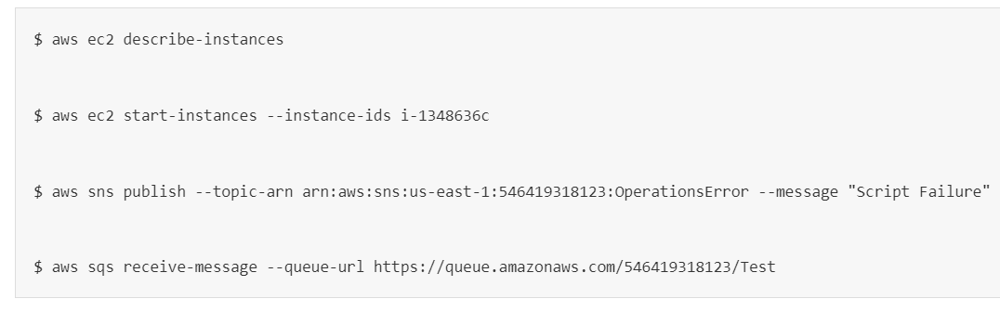 $ aws ec2 describe-instances
$ aws ec2 start-instances --instance-ids i-1348636c
$ aws sns publish --topic-arn arn:aws:sns:us-east-1:546419318123:OperationsError --message "Script Failure"
$ aws sqs receive-message --queue-url https://queue.amazonaws.com/546419318123/Test